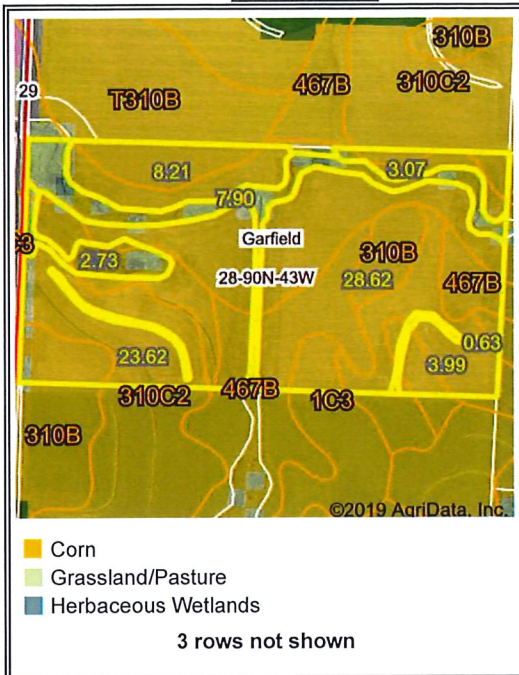 310B
467B
310C2
29
T310B
8.21
3.07
7.90
Garfield
C3
2.73
310B
28-90N-43W
28.62
467B
0.63
23.62
3.99
310C2
467B
1C3
310B
©2019 AgriData, Inc.
Corn
Grassland/Pasture
Herbaceous Wetlands
3 rows not shown